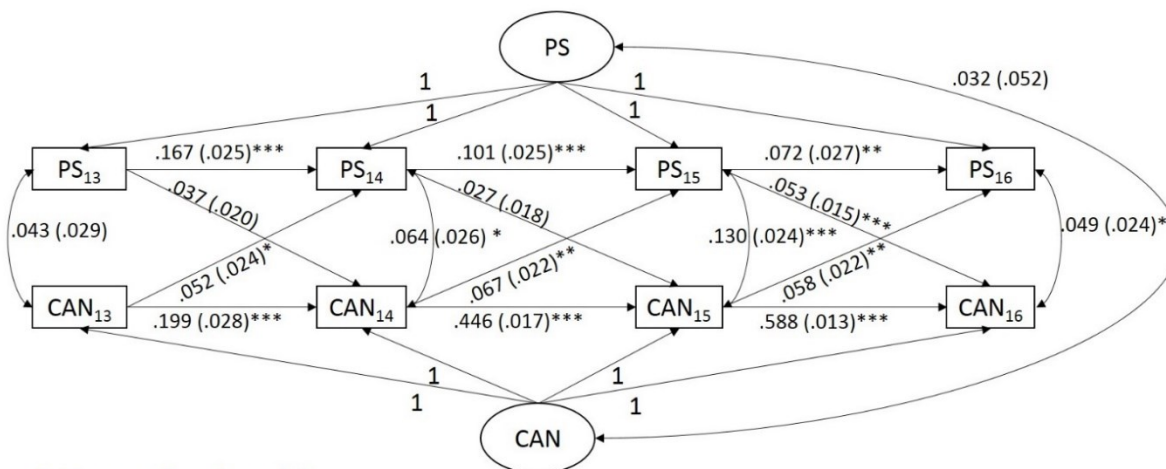 PS
.032 (.052)
1 1 1 1
PS13 .167 (.025)*** PS14 .101 (.025)*** PS15 .072 (.027)** PS16
.037 (.020) .027 (.018) .053 (.015)***
.043 (.029) .064 (.026) * .130 (.024)*** .049 (.024)*
.052 (.024)* .067 (.022)** .058 (.022)**
CAN13 .199 (.028)*** CAN14 .446 (.017)*** CAN15 .588 (.013)*** CAN16
1 1 1 1
CAN